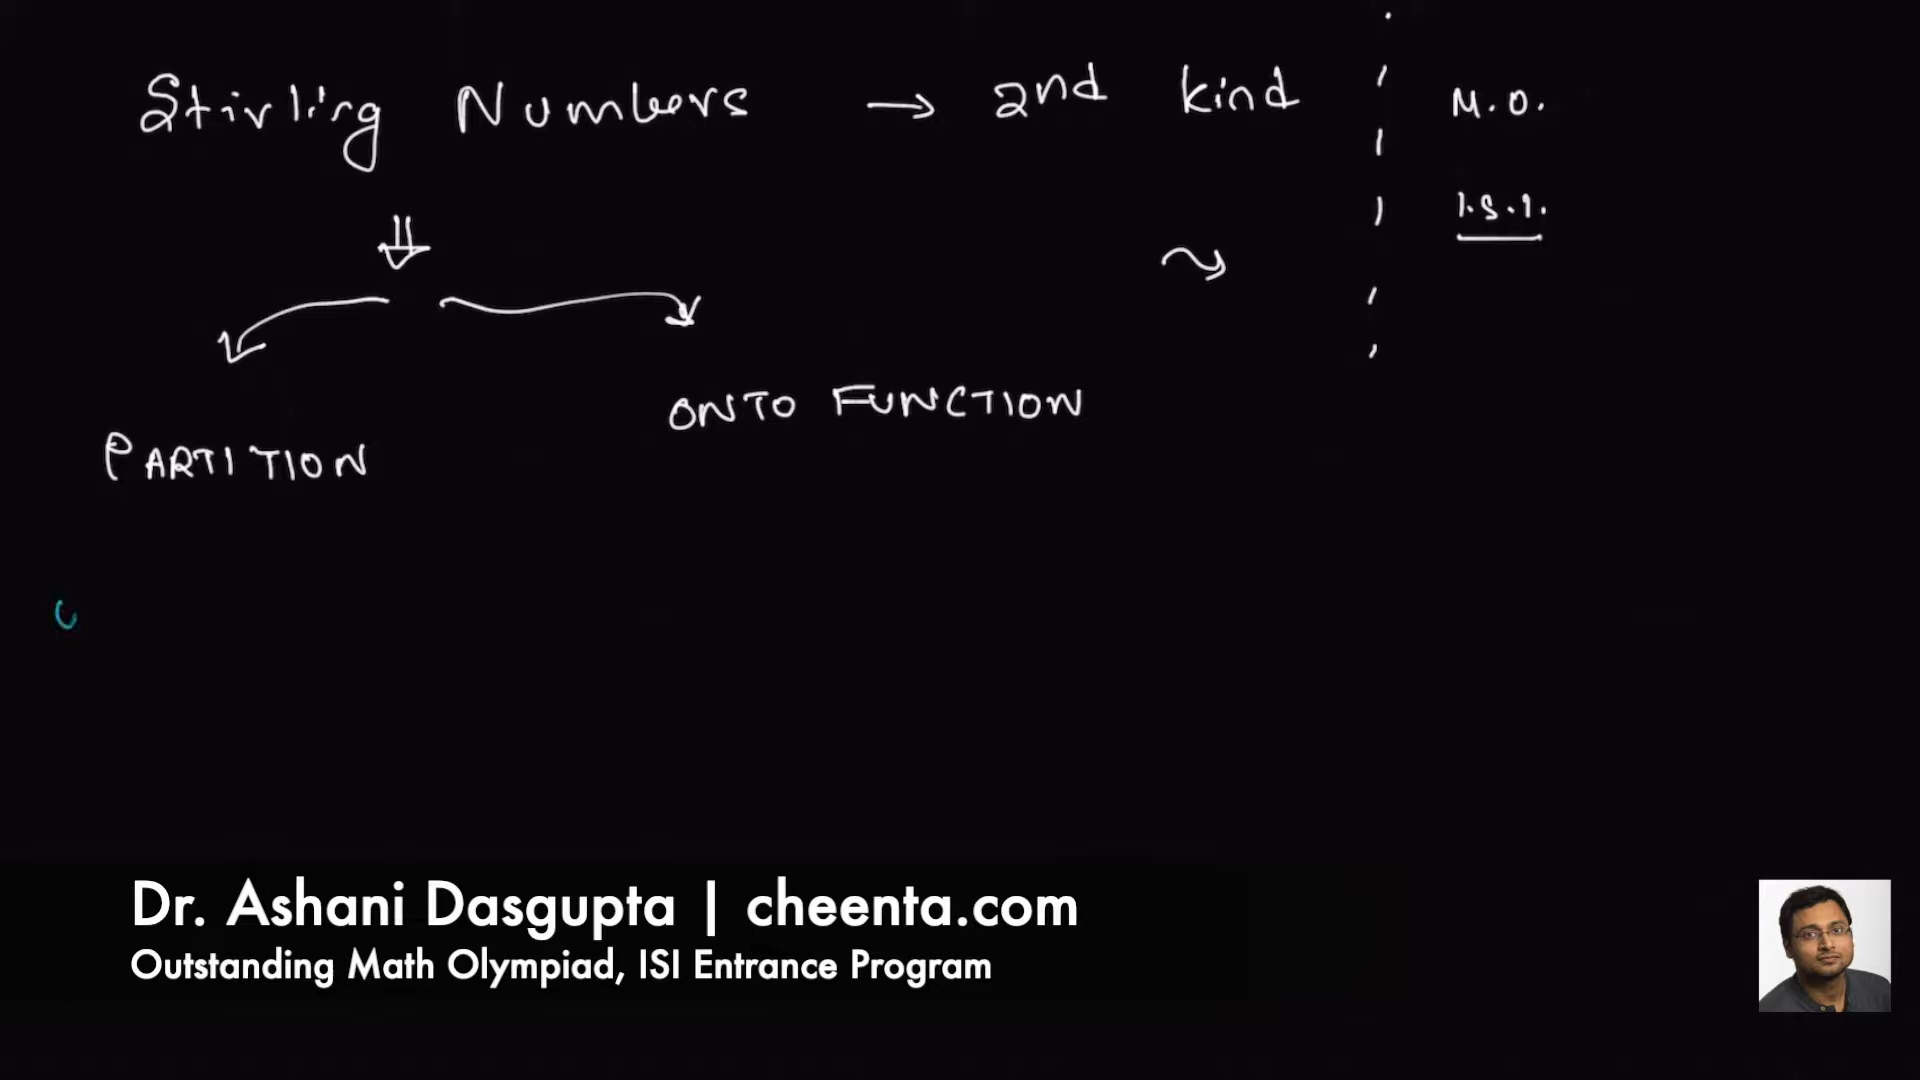 Stirling Numbers → 2nd kind
M.O.
I.S.I.
ONTO FUNCTION
PARTITION
Dr. Ashani Dasgupta | cheenta.com
Outstanding Math Olympiad, ISI Entrance Program